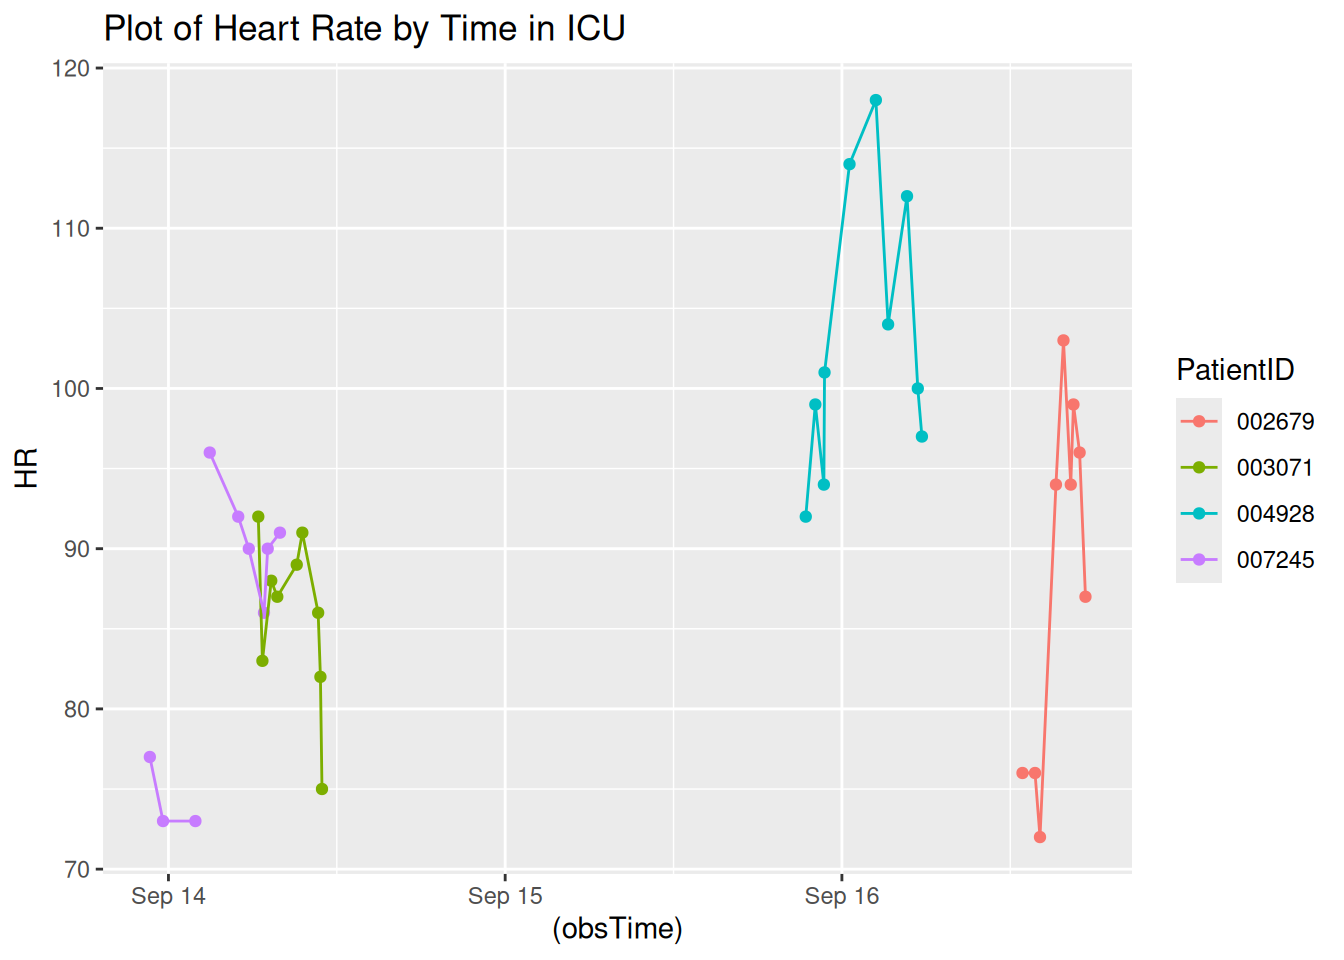 Plot of Heart Rate by Time in ICU
120
110
100
90
80
70
HR
Sep 14
Sep 15
Sep 16
(obsTime)
PatientID
002679
003071
004928
007245